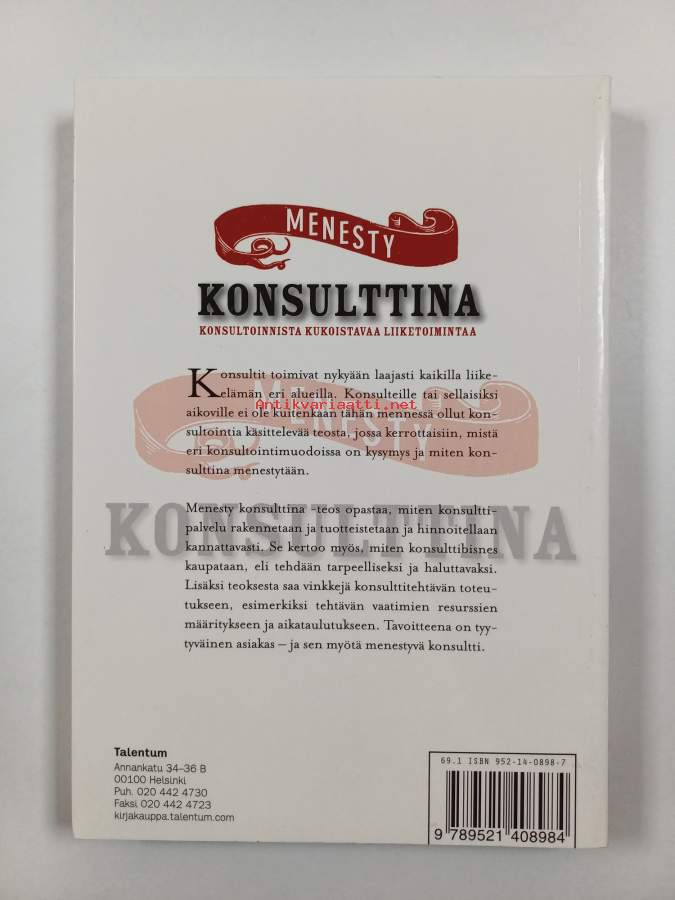 MENESTY
KONSULTTINA
KONSULTOINNISTA KUKOISTAVAA LIIKETOIMINTAA
Konsultit toimivat nykyään laajasti kaikilla liike-
elämän eri alueilla. Konsulteille tai sellaisiksi
Antikvariaatti.net
aikoville ei ole kuitenkaan tähän mennessä ollut kon-
sultointia käsittelevää teosta, jossa kerrottaisiin, mistä
eri konsultointimuodoissa on kysymys ja miten kon-
sulttina menestytään.
MENESTY
KONSULTTINA
Menesty konsulttina -teos opastaa, miten konsultti-
palvelu rakennetaan ja tuotteistetaan ja hinnoitellaan
kannattavasti. Se kertoo myös, miten konsulttibisnes
kaupataan, eli tehdään tarpeelliseksi ja haluttavaksi.
Lisäksi teoksesta saa vinkkejä konsulttitehtävän toteu-
tukseen, esimerkiksi tehtävän vaatimien resurssien
määritykseen ja aikataulutukseen. Tavoitteena on tyy-
tyväinen asiakas – ja sen myötä menestyvä konsultti.
Talentum
Annankatu 34–36 B
00100 Helsinki
Puh. 020 442 4730
Faksi 020 442 4723
kirjakauppa.talentum.com
69.1 ISBN 952-14-0898-7
9 789521 408984